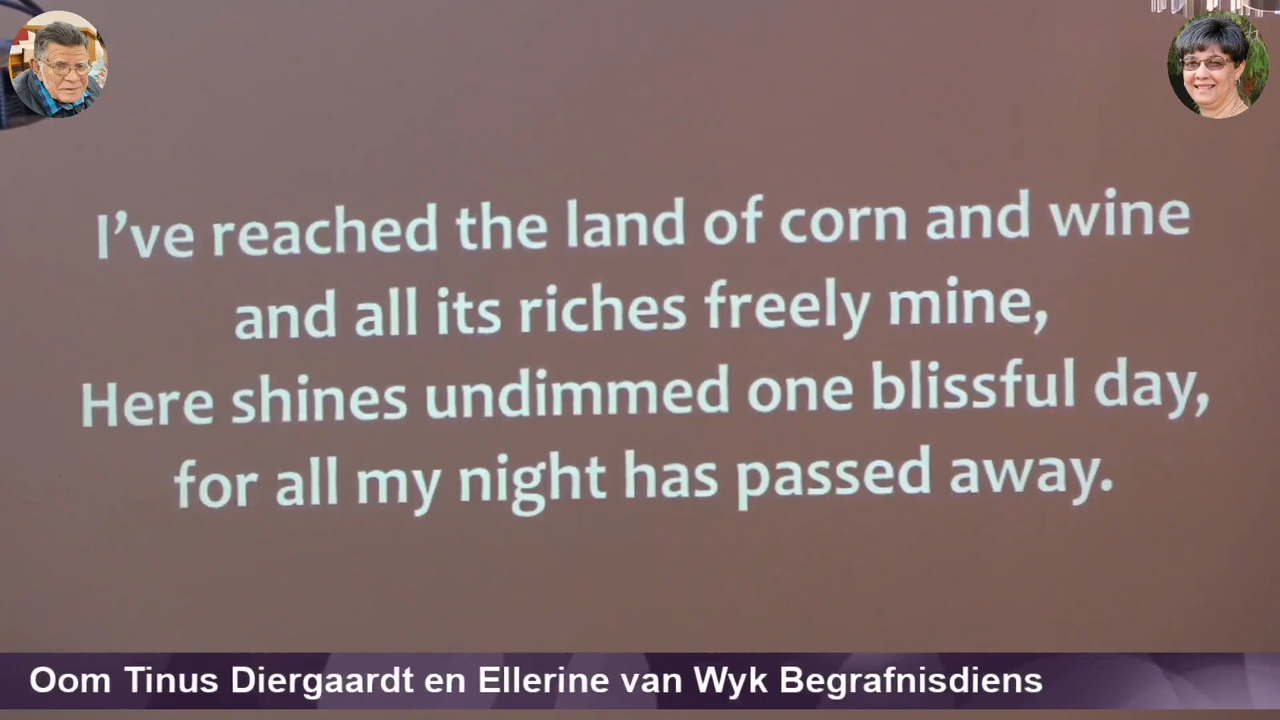 I've reached the land of corn and wine
and all its riches freely mine,
Here shines undimmed one blissful day,
for all my night has passed away.
Oom Tinus Diergaardt en Ellerine van Wyk Begrafnisdiens